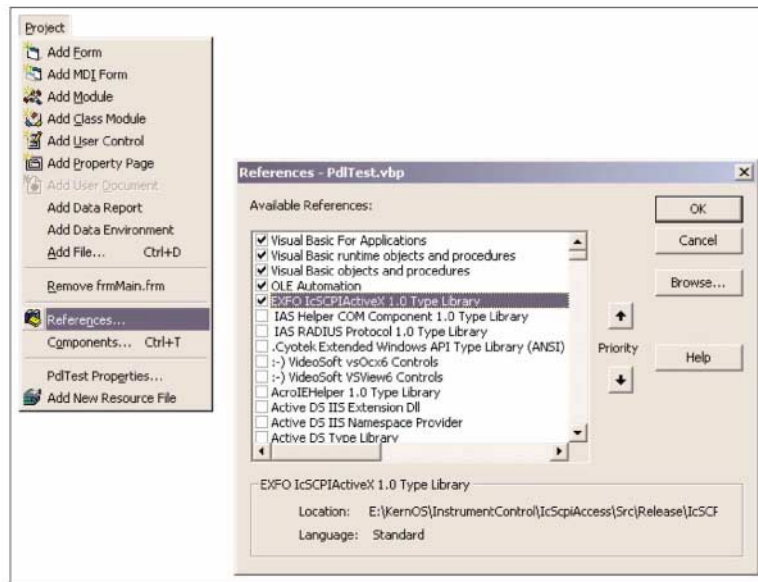 Project
Add Form
Add MDI Form
Add Module
Add Class Module
Add User Control
Add Property Page
Add User Document
Add Data Report
Add Data Environment
Add File... Ctrl+D
Remove frmMain.frm
References...
Components... Ctrl+T
PdlTest Properties...
Add New Resource File
References - PdlTest.vbp
Available References:
Visual Basic For Applications
Visual Basic runtime objects and procedures
Visual Basic objects and procedures
OLE Automation
EXFO IcSCPIActiveX 1.0 Type Library
IAS Helper COM Component 1.0 Type Library
IAS RADIUS Protocol 1.0 Type Library
.Cyotek Extended Windows API Type Library (ANSI)
:-) VideoSoft vsOcx6 Controls
:-) VideoSoft VSView6 Controls
AcroIEHelper 1.0 Type Library
Active DS IIS Extension Dll
Active DS IIS Namespace Provider
Active DS Type Library
OK
Cancel
Browse...
Priority
Help
EXFO IcSCPIActiveX 1.0 Type Library
Location: E:\KernOS\InstrumentControl\IcScpiAccess\Src\Release\IcSCF
Language: Standard